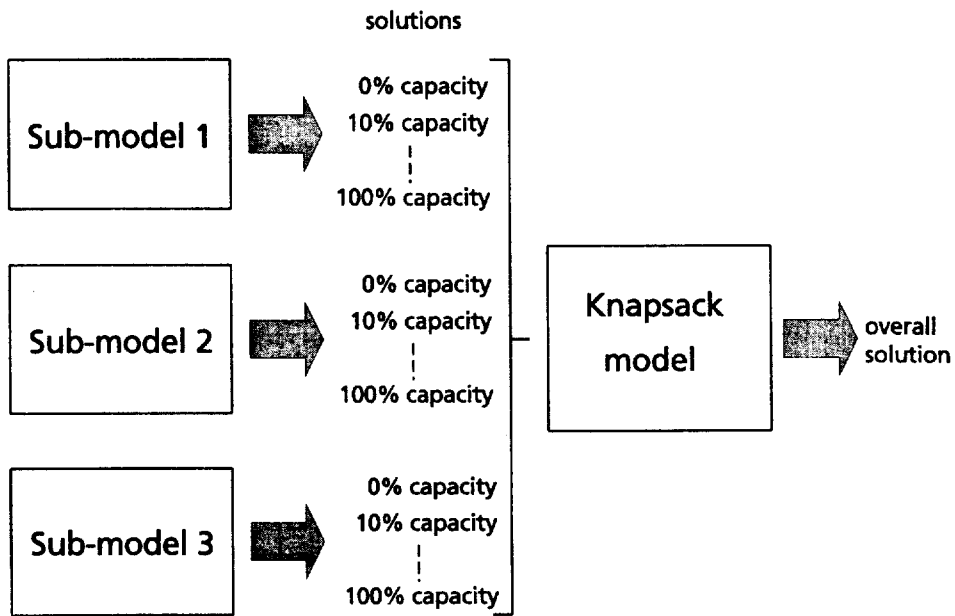 solutions
Sub-model 1
0% capacity
10% capacity
100% capacity
Sub-model 2
0% capacity
10% capacity
100% capacity
Sub-model 3
0% capacity
10% capacity
100% capacity
Knapsack
model
overall
solution